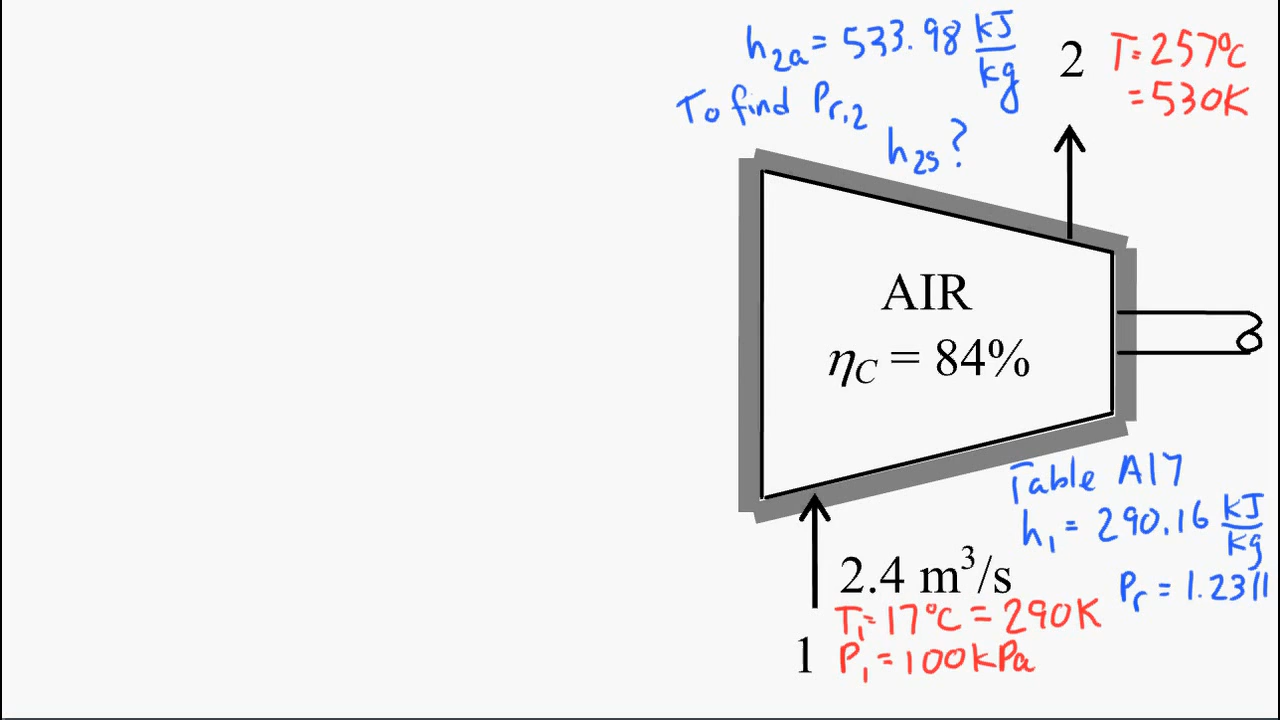 h2a = 533.98 kJ/kg
2 T=257°C
=530K
To find Pr,2
h2s?
AIR
ηC = 84%
Table A17
h1 = 290.16 kJ/kg
2.4 m³/s
Pr = 1.2311
T1=17°C = 290K
1 P1 = 100kPa